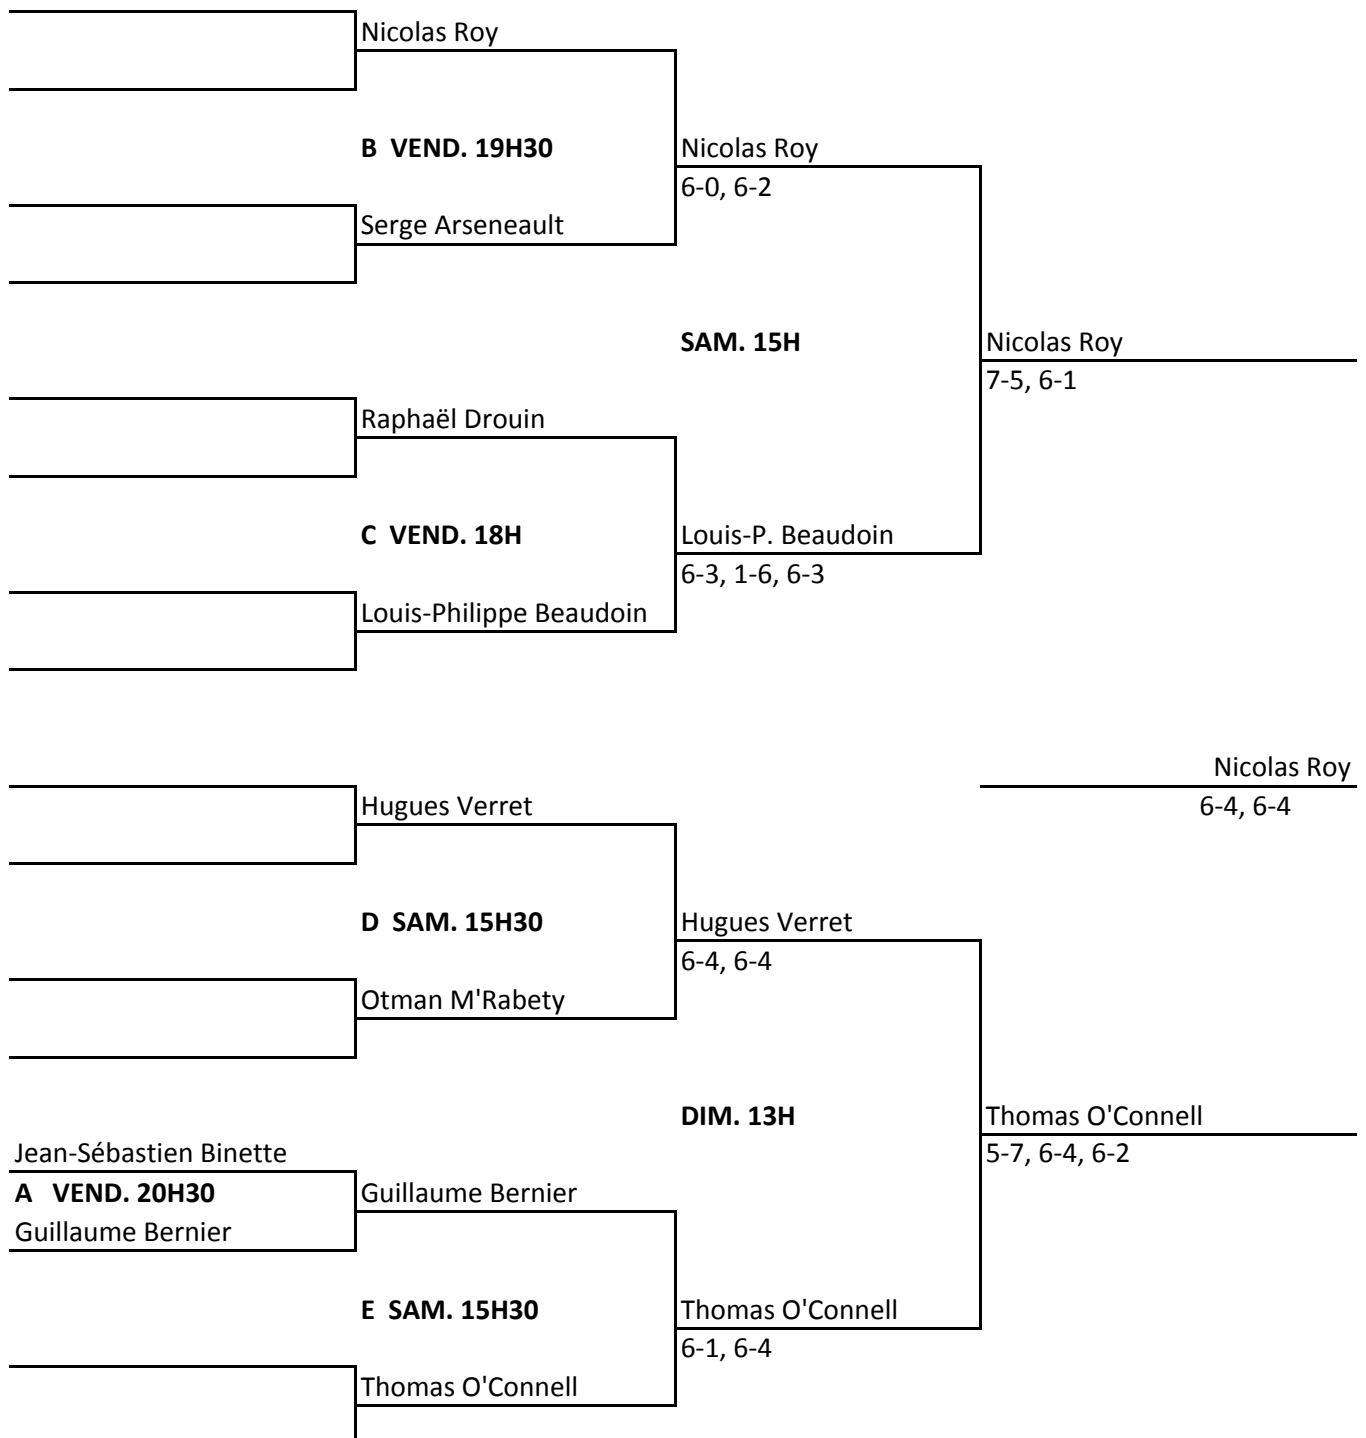 Nicolas Roy
B VEND. 19H30
Nicolas Roy
6-0, 6-2
Serge Arseneault
SAM. 15H
Nicolas Roy
7-5, 6-1
Raphaël Drouin
C VEND. 18H
Louis-P. Beaudoin
6-3, 1-6, 6-3
Louis-Philippe Beaudoin
Nicolas Roy
6-4, 6-4
Hugues Verret
D SAM. 15H30
Hugues Verret
6-4, 6-4
Otman M'Rabety
DIM. 13H
Thomas O'Connell
5-7, 6-4, 6-2
Jean-Sébastien Binette
A VEND. 20H30
Guillaume Bernier
Guillaume Bernier
E SAM. 15H30
Thomas O'Connell
6-1, 6-4
Thomas O'Connell